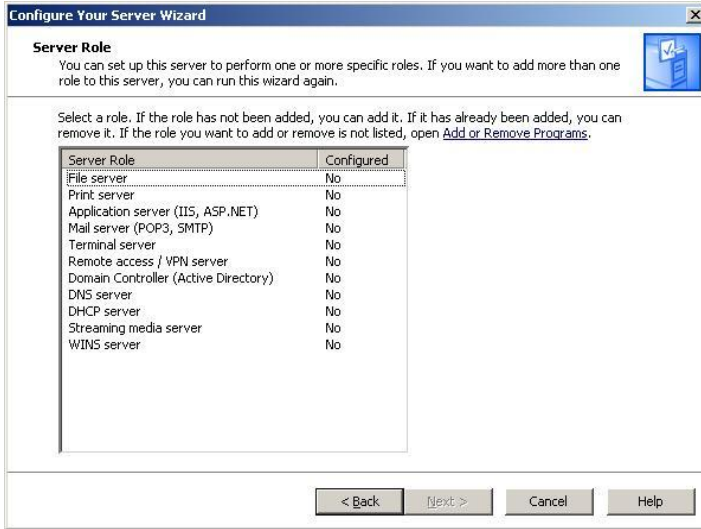 Configure Your Server Wizard
Server Role
You can set up this server to perform one or more specific roles. If you want to add more than one
role to this server, you can run this wizard again.
Select a role. If the role has not been added, you can add it. If it has already been added, you can
remove it. If the role you want to add or remove is not listed, open Add or Remove Programs.
Server Role Configured
File server No
Print server No
Application server (IIS, ASP.NET) No
Mail server (POP3, SMTP) No
Terminal server No
Remote access / VPN server No
Domain Controller (Active Directory) No
DNS server No
DHCP server No
Streaming media server No
WINS server No
< Back Next > Cancel Help